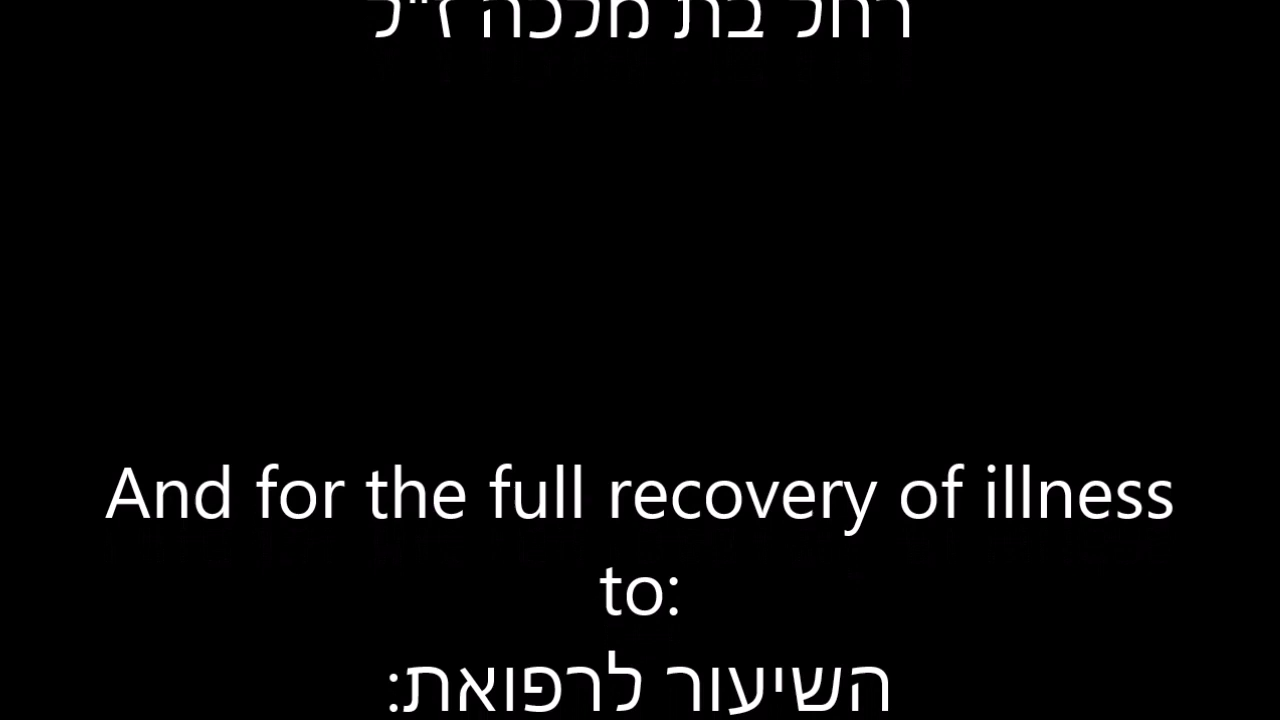 רחל בת מלכה ז"ל
And for the full recovery of illness
to:
השיעור לרפואת: